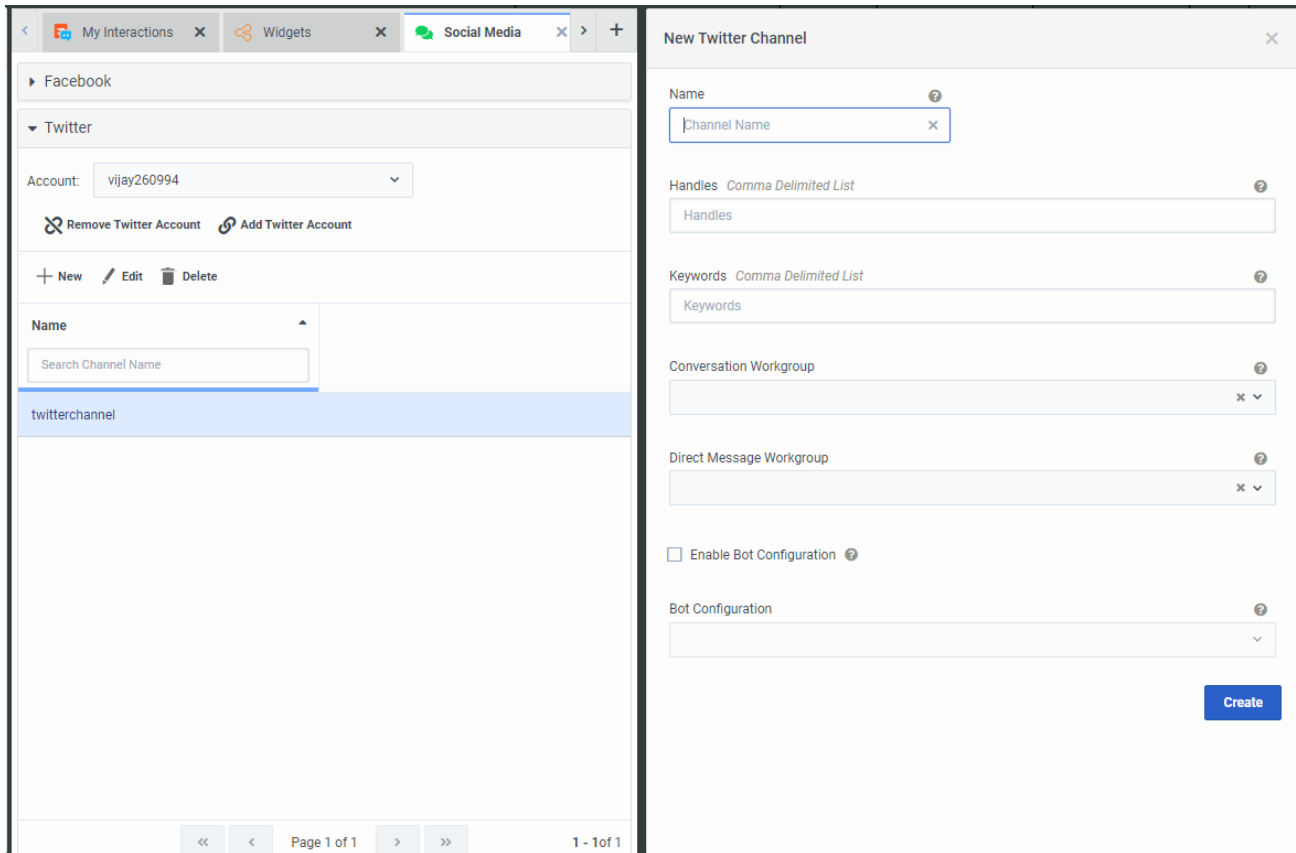 My Interactions
Widgets
Social Media
Facebook
Twitter
Account: vijay260994
Remove Twitter Account Add Twitter Account
New Edit Delete
Name
Search Channel Name
twitterchannel
Page 1 of 1
1 - 1of 1
New Twitter Channel
Name
Channel Name
Handles Comma Delimited List
Handles
Keywords Comma Delimited List
Keywords
Conversation Workgroup
Direct Message Workgroup
Enable Bot Configuration
Bot Configuration
Create